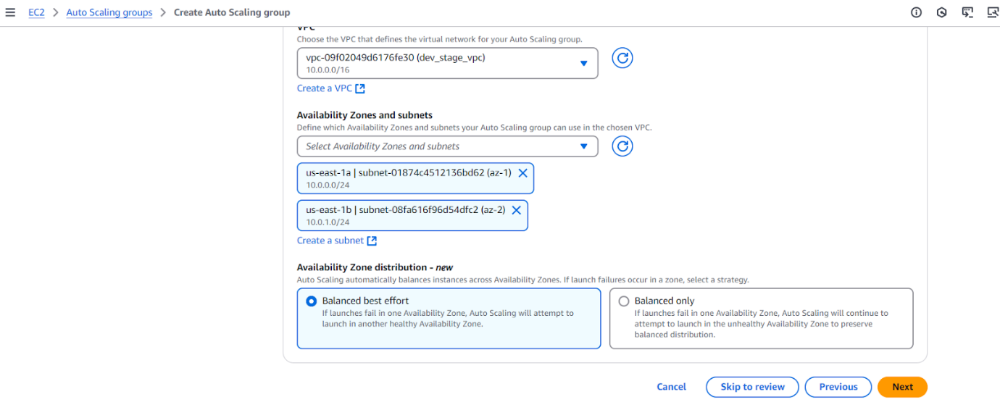 EC2 > Auto Scaling groups > Create Auto Scaling group
VPC
Choose the VPC that defines the virtual network for your Auto Scaling group.
vpc-09f02049d6176fe30 (dev_stage_vpc)
10.0.0.0/16
Create a VPC
Availability Zones and subnets
Define which Availability Zones and subnets your Auto Scaling group can use in the chosen VPC.
Select Availability Zones and subnets
us-east-1a | subnet-01874c4512136bd62 (az-1)
10.0.0.0/24
us-east-1b | subnet-08fa616f96d54dfc2 (az-2)
10.0.1.0/24
Create a subnet
Availability Zone distribution - new
Auto Scaling automatically balances instances across Availability Zones. If launch failures occur in a zone, select a strategy.
Balanced best effort
If launches fail in one Availability Zone, Auto Scaling will attempt to
launch in another healthy Availability Zone.
Balanced only
If launches fail in one Availability Zone, Auto Scaling will continue to
attempt to launch in the unhealthy Availability Zone to preserve
balanced distribution.
Cancel
Skip to review
Previous
Next